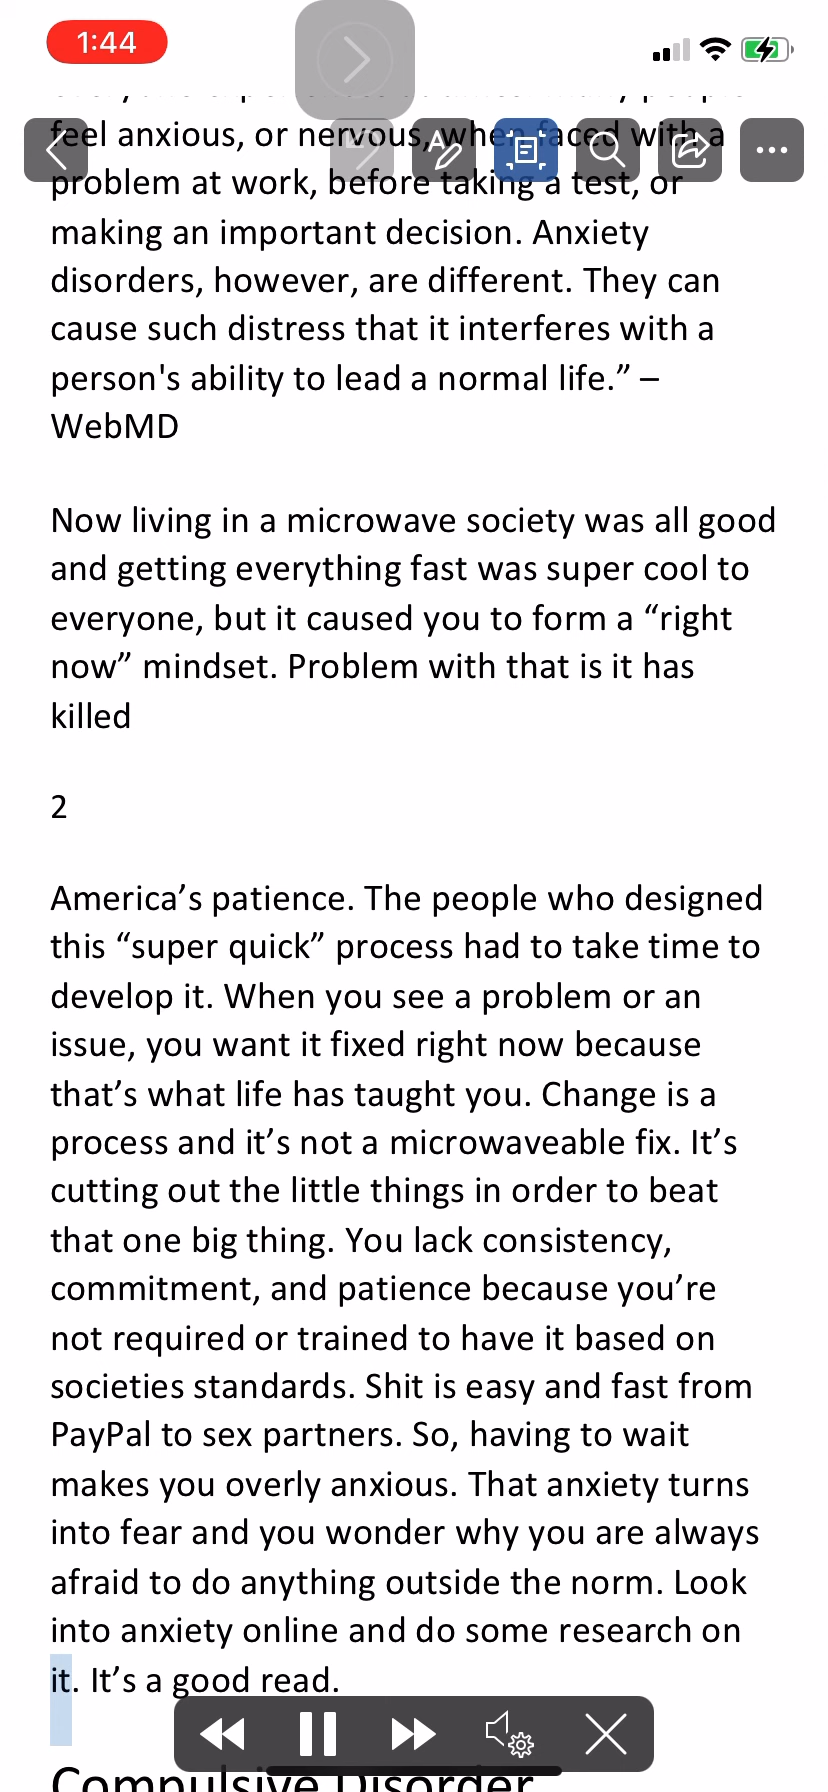 1:44
feel anxious, or nervous, when faced with a
problem at work, before taking a test, or
making an important decision. Anxiety
disorders, however, are different. They can
cause such distress that it interferes with a
person's ability to lead a normal life.” –
WebMD
Now living in a microwave society was all good
and getting everything fast was super cool to
everyone, but it caused you to form a “right
now” mindset. Problem with that is it has
killed
2
America’s patience. The people who designed
this “super quick” process had to take time to
develop it. When you see a problem or an
issue, you want it fixed right now because
that’s what life has taught you. Change is a
process and it’s not a microwaveable fix. It’s
cutting out the little things in order to beat
that one big thing. You lack consistency,
commitment, and patience because you’re
not required or trained to have it based on
societies standards. Shit is easy and fast from
PayPal to sex partners. So, having to wait
makes you overly anxious. That anxiety turns
into fear and you wonder why you are always
afraid to do anything outside the norm. Look
into anxiety online and do some research on
it. It’s a good read.
Compulsive Disorder